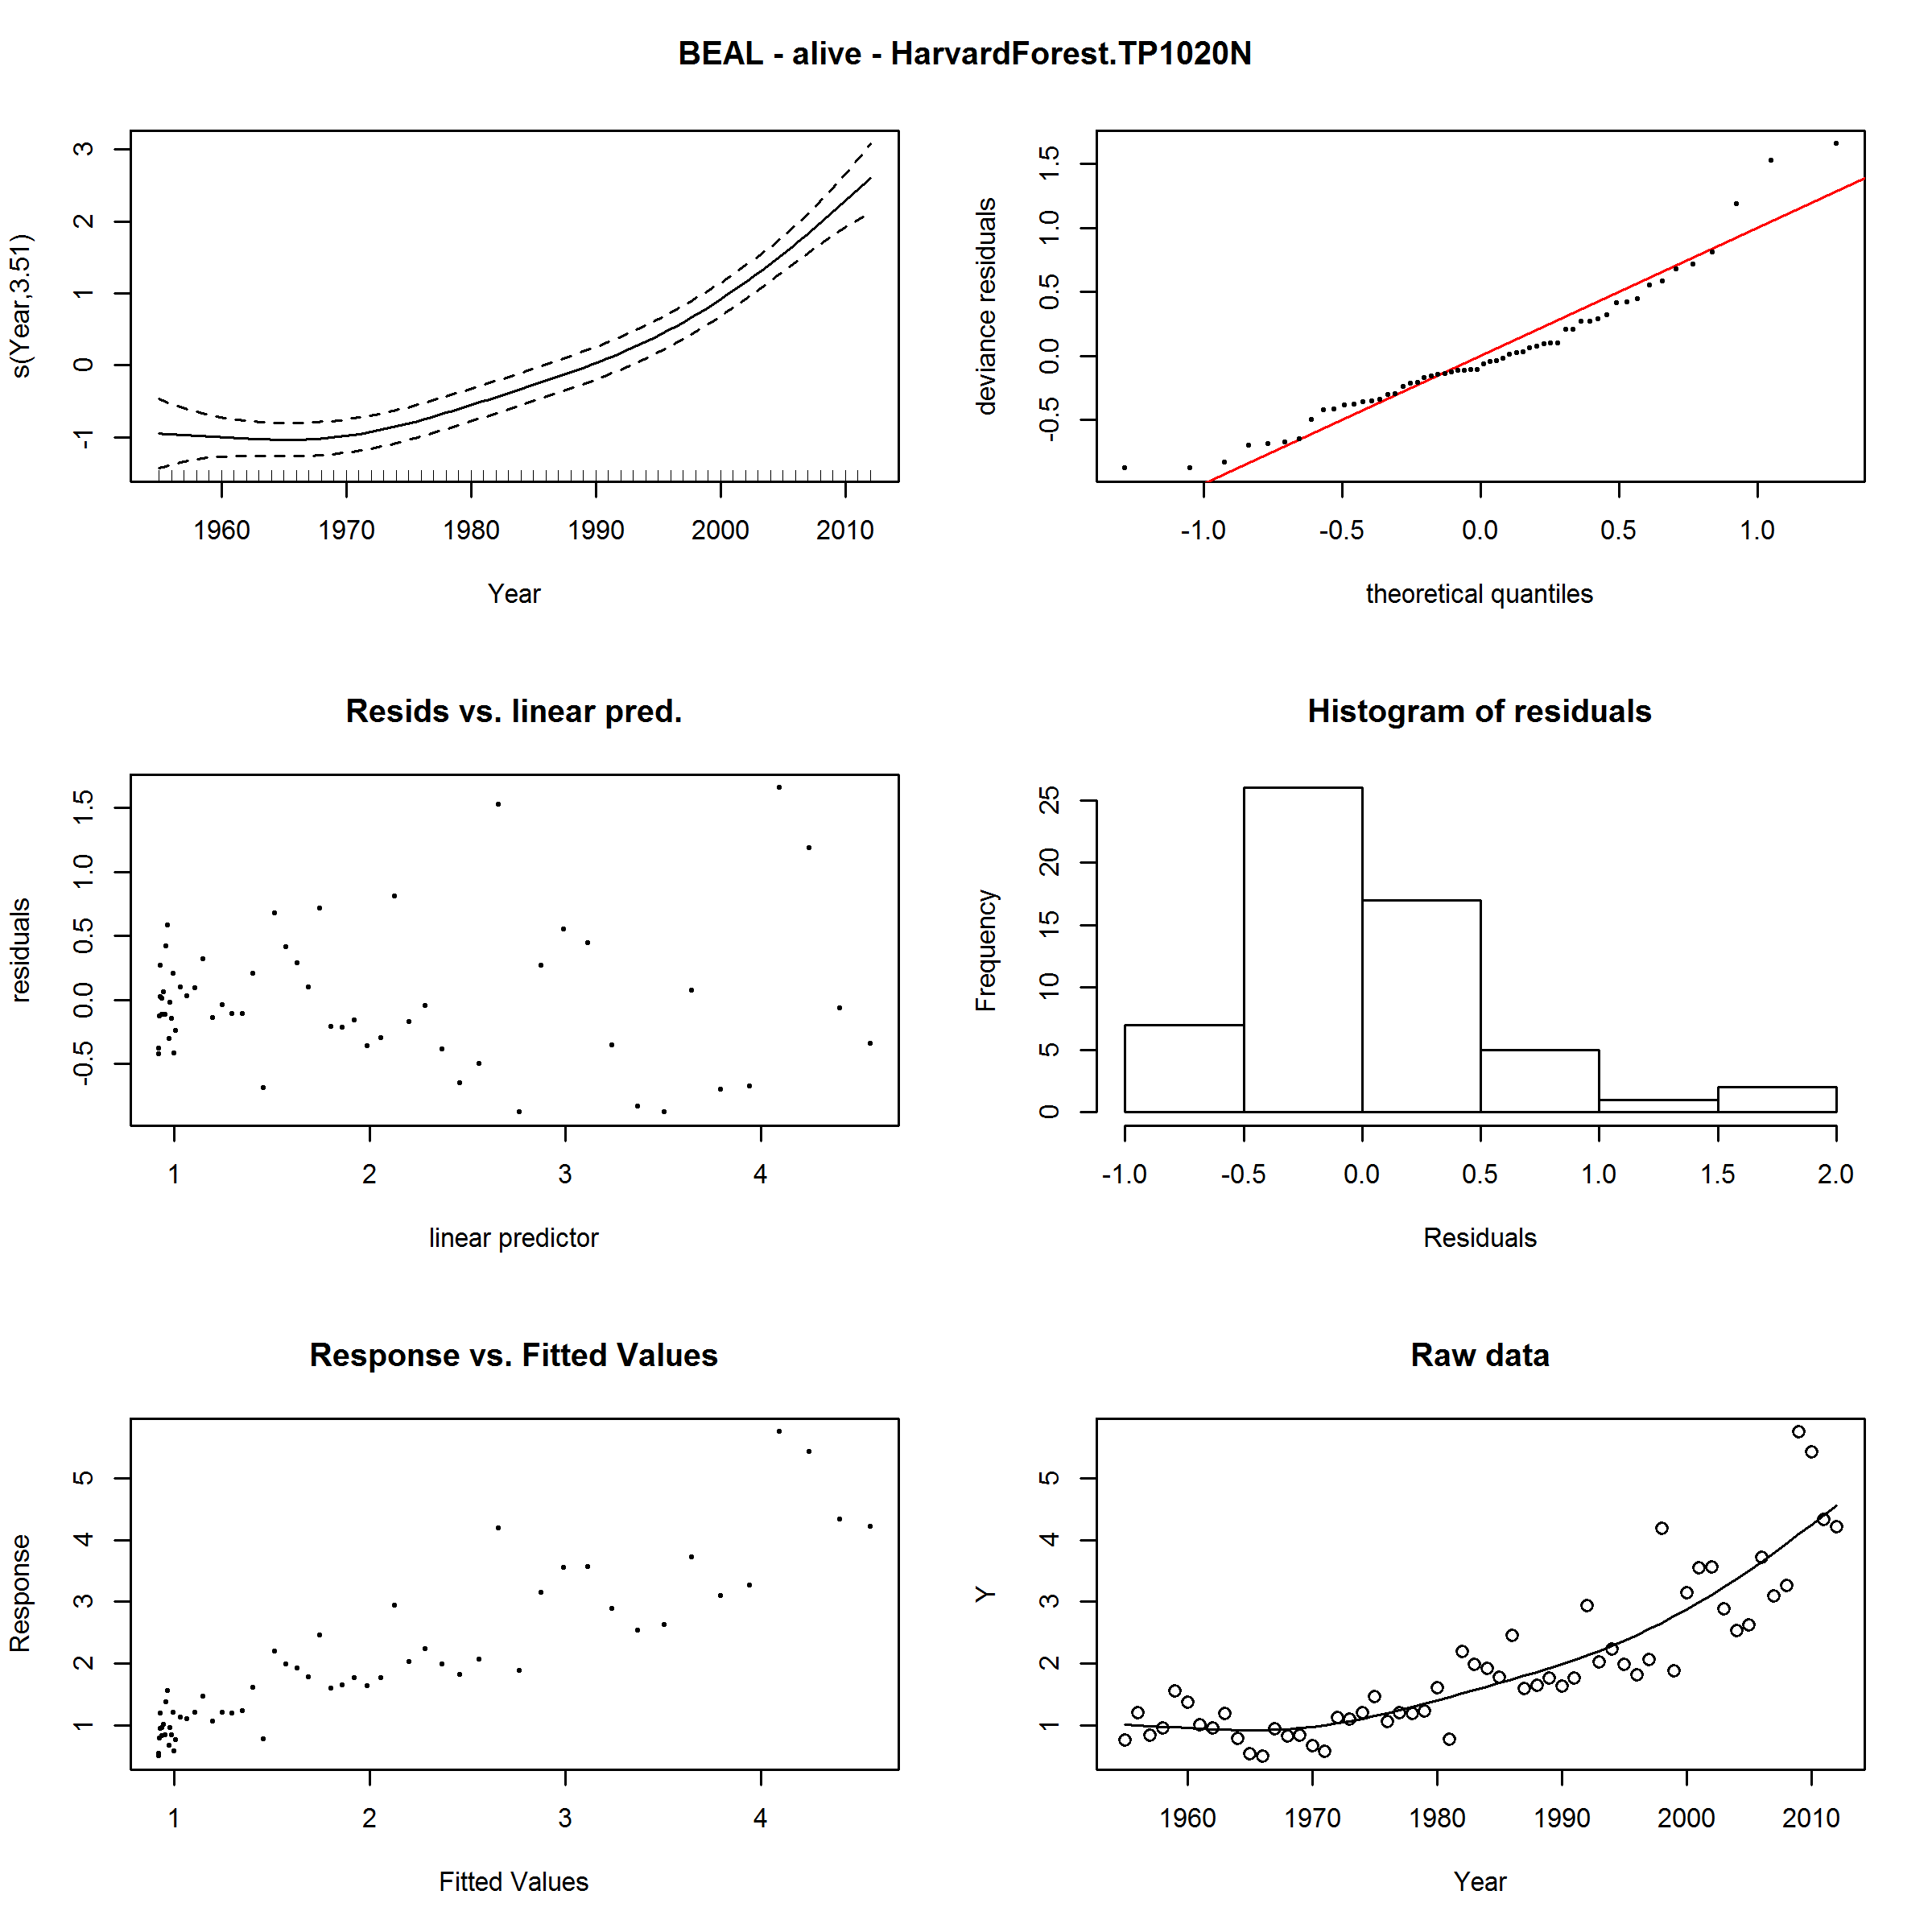 BEAL - alive - HarvardForest.TP1020N
s(Year,3.51)
3
2
1
0
-1
1960 1970 1980 1990 2000 2010
Year
deviance residuals
1.5
1.0
0.5
0.0
-0.5
-1.0 -0.5 0.0 0.5 1.0
theoretical quantiles
Resids vs. linear pred.
residuals
1.5
1.0
0.5
0.0
-0.5
1 2 3 4
linear predictor
Histogram of residuals
Frequency
25
20
15
10
5
0
-1.0 -0.5 0.0 0.5 1.0 1.5 2.0
Residuals
Response vs. Fitted Values
Response
5
4
3
2
1
1 2 3 4
Fitted Values
Raw data
Y
5
4
3
2
1
1960 1970 1980 1990 2000 2010
Year